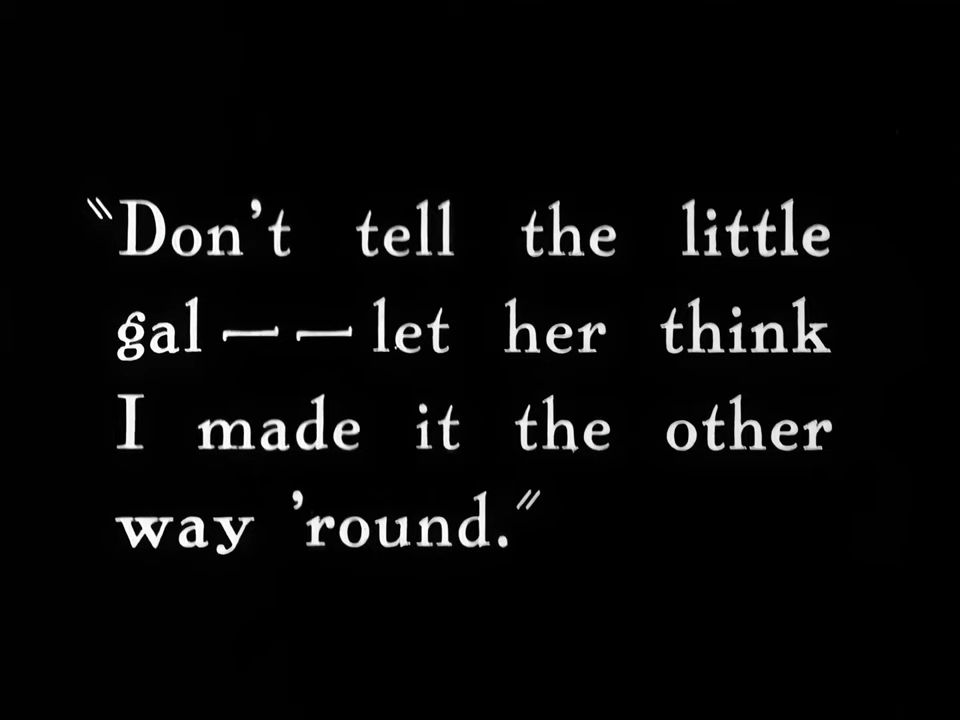 "Don't tell the little
gal — — let her think
I made it the other
way 'round."